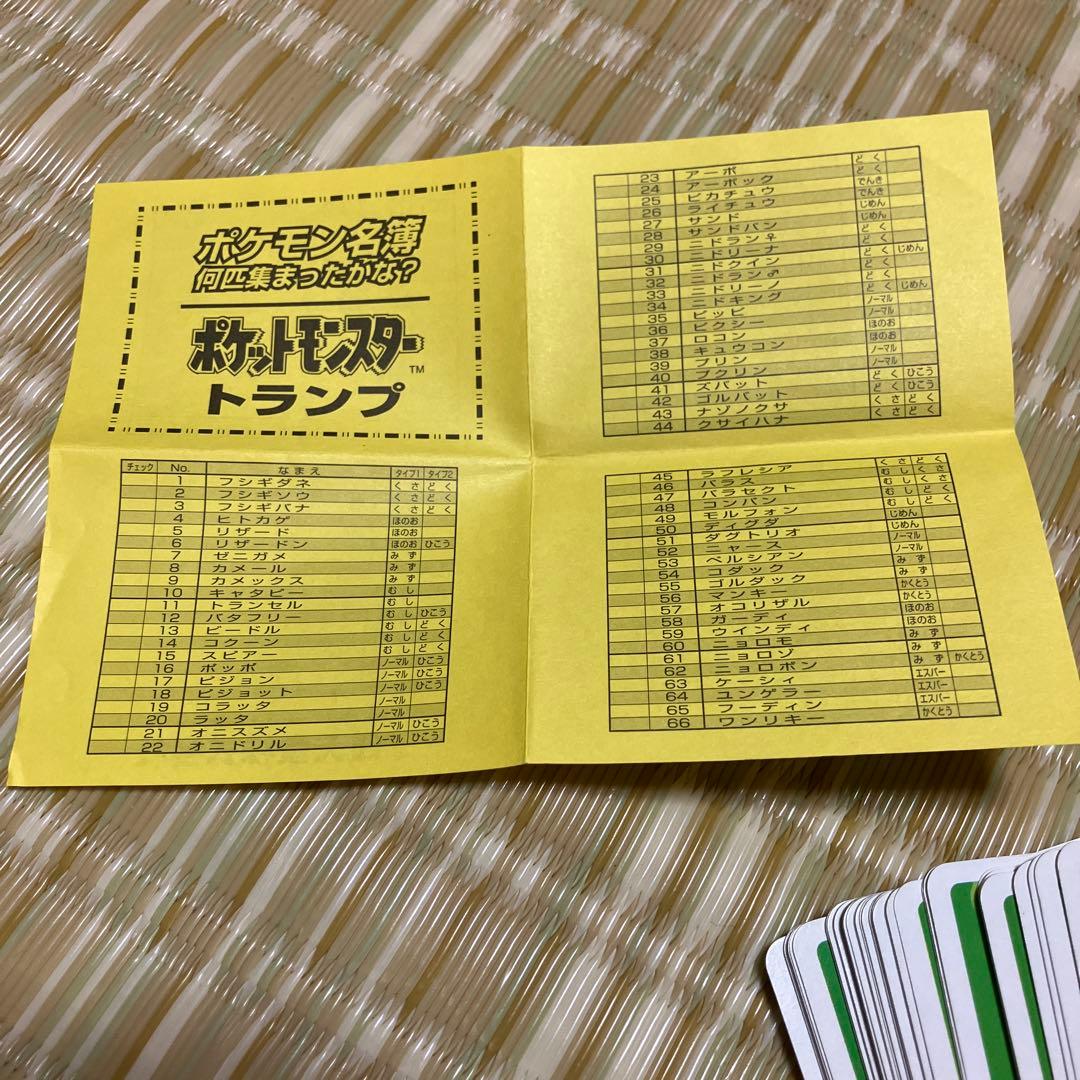 ポケモン名簿
何匹集まったかな?
ポケットモンスター™
トランプ
チェック No. なまえ タイプ1 タイプ2
1 フシギダネ くさ どく
2 フシギソウ くさ どく
3 フシギバナ くさ どく
4 ヒトカゲ ほのお
5 リザード ほのお
6 リザードン ほのお ひこう
7 ゼニガメ みず
8 カメール みず
9 カメックス みず
10 キャタピー むし
11 トランセル むし
12 バタフリー むし ひこう
13 ビードル むし どく
14 コクーン むし どく
15 スピアー むし どく
16 ポッポ ノーマル ひこう
17 ピジョン ノーマル ひこう
18 ピジョット ノーマル ひこう
19 コラッタ ノーマル
20 ラッタ ノーマル
21 オニスズメ ノーマル ひこう
22 オニドリル ノーマル ひこう
23 アーボ どく
24 アーボック どく
25 ピカチュウ でんき
26 ライチュウ でんき
27 サンド じめん
28 サンドパン じめん
29 ニドラン♀ どく
30 ニドリーナ どく
31 ニドクイン どく じめん
32 ニドラン♂ どく
33 ニドリーノ どく
34 ニドキング どく じめん
35 ピッピ ノーマル
36 ピクシー ノーマル
37 ロコン ほのお
38 キュウコン ほのお
39 プリン ノーマル
40 プクリン ノーマル
41 ズバット どく ひこう
42 ゴルバット どく ひこう
43 ナゾノクサ くさ どく
44 クサイハナ くさ どく
45 ラフレシア くさ どく
46 パラス むし くさ
47 パラセクト むし くさ
48 コンパン むし どく
49 モルフォン むし どく
50 ディグダ じめん
51 ダグトリオ じめん
52 ニャース ノーマル
53 ペルシアン ノーマル
54 コダック みず
55 ゴルダック みず
56 マンキー かくとう
57 オコリザル かくとう
58 ガーディ ほのお
59 ウインディ ほのお
60 ニョロモ みず
61 ニョロゾ みず
62 ニョロボン みず かくとう
63 ケーシィ エスパー
64 ユンゲラー エスパー
65 フーディン エスパー
66 ワンリキー かくとう